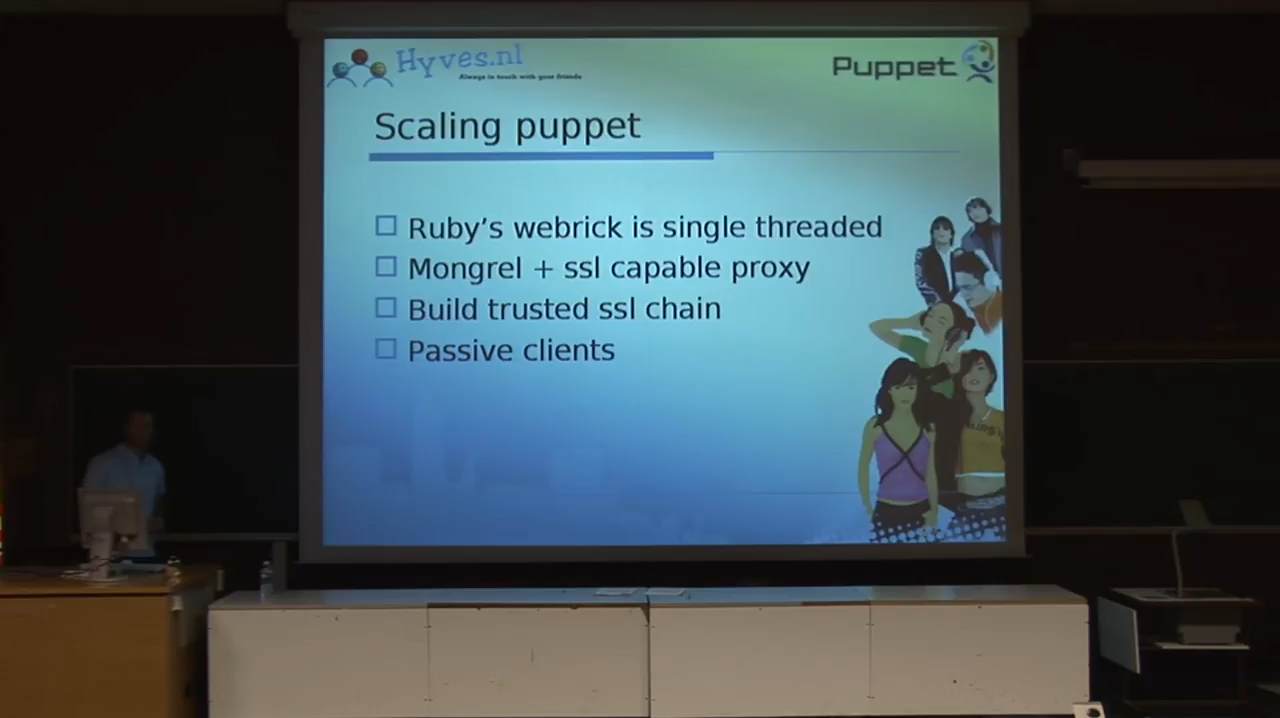 Hyves.nl
Always in touch with your friends
Puppet
Scaling puppet
Ruby's webrick is single threaded
Mongrel + ssl capable proxy
Build trusted ssl chain
Passive clients